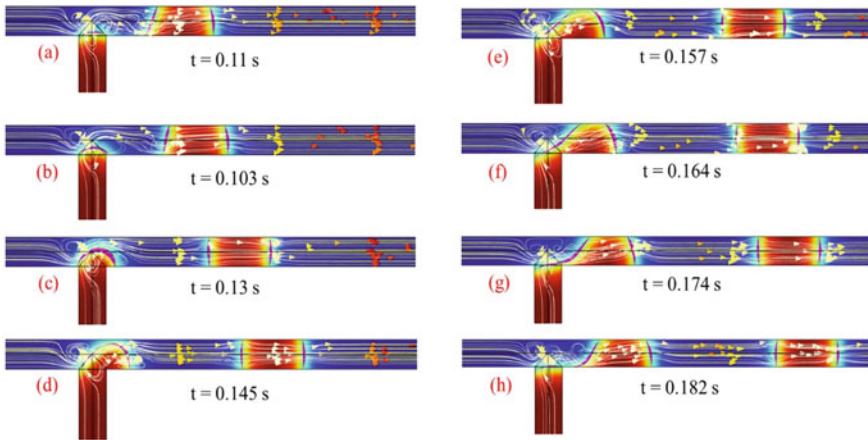 (a)
t = 0.11 s
(b)
t = 0.103 s
(c)
t = 0.13 s
(d)
t = 0.145 s
(e)
t = 0.157 s
(f)
t = 0.164 s
(g)
t = 0.174 s
(h)
t = 0.182 s